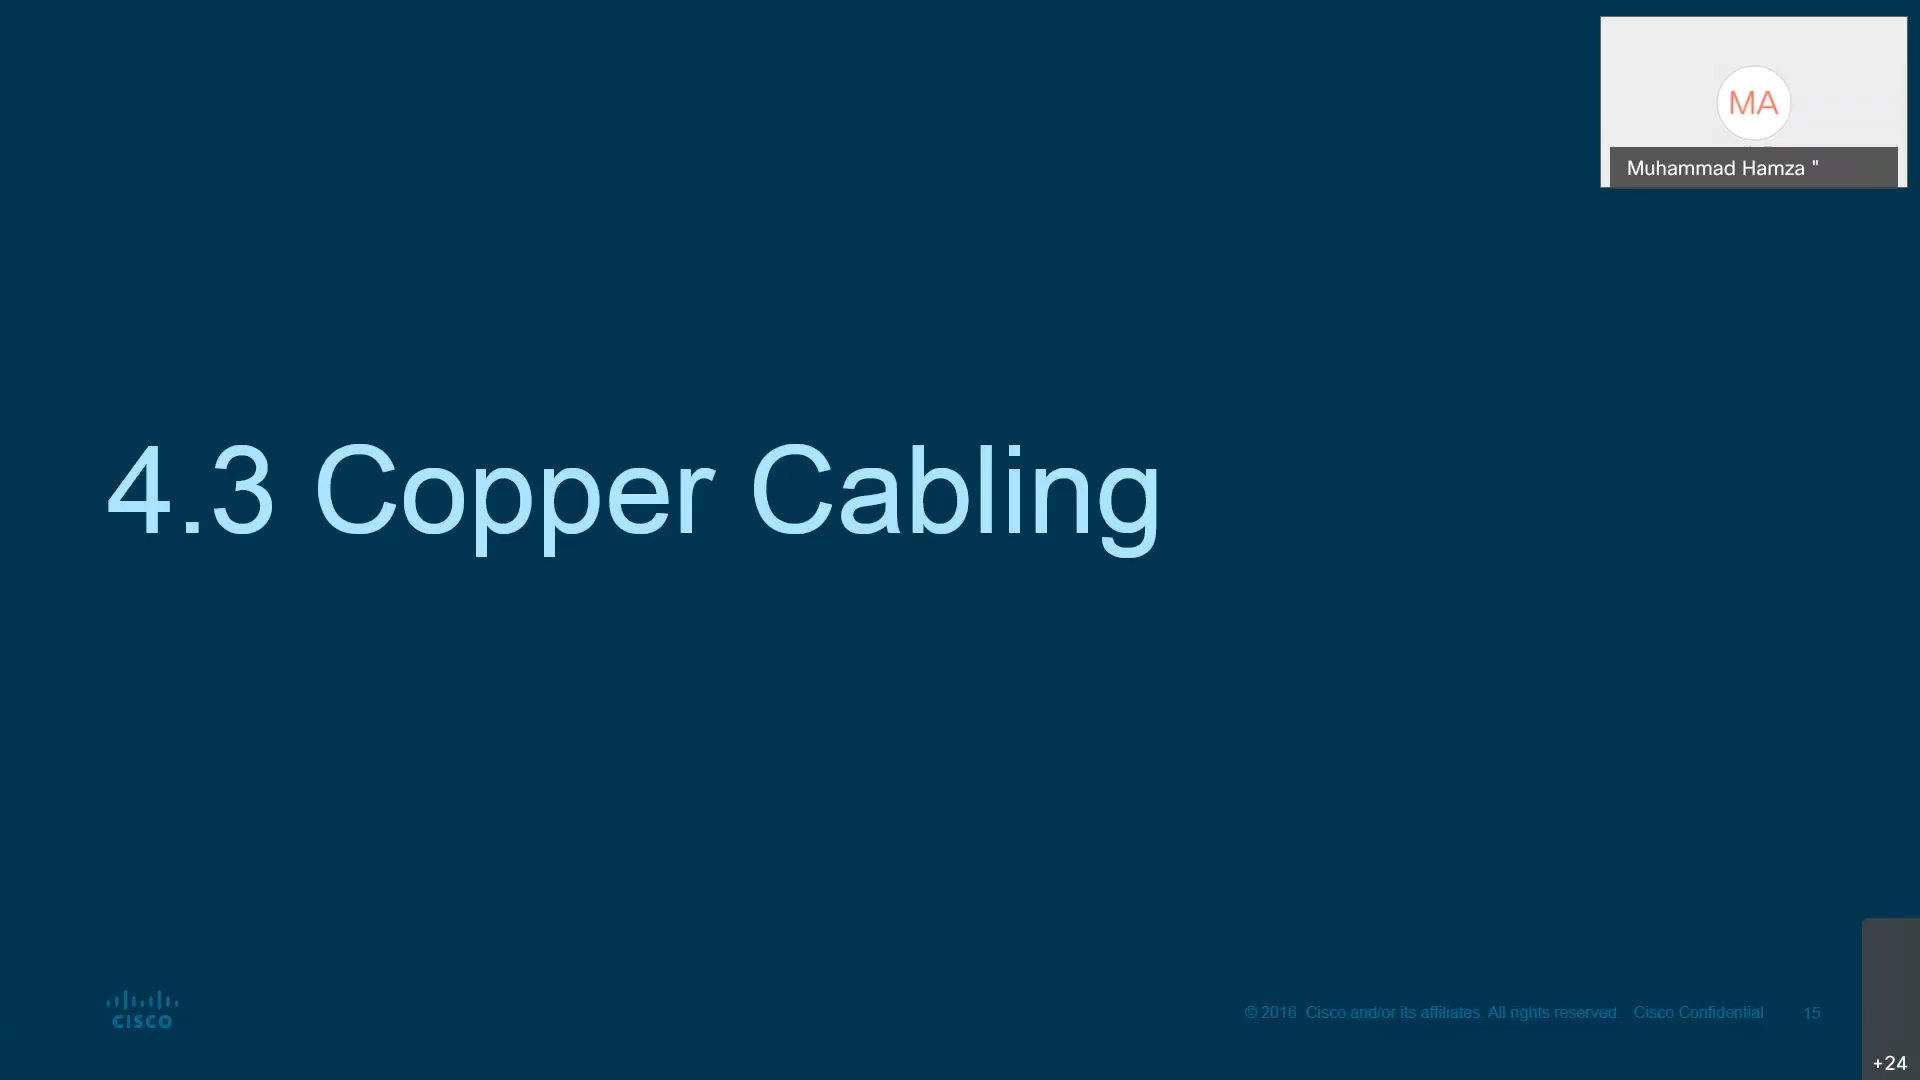 MA
Muhammad Hamza "
4.3 Copper Cabling
CISCO
© 2016 Cisco and/or its affiliates. All rights reserved. Cisco Confidential 15
+24